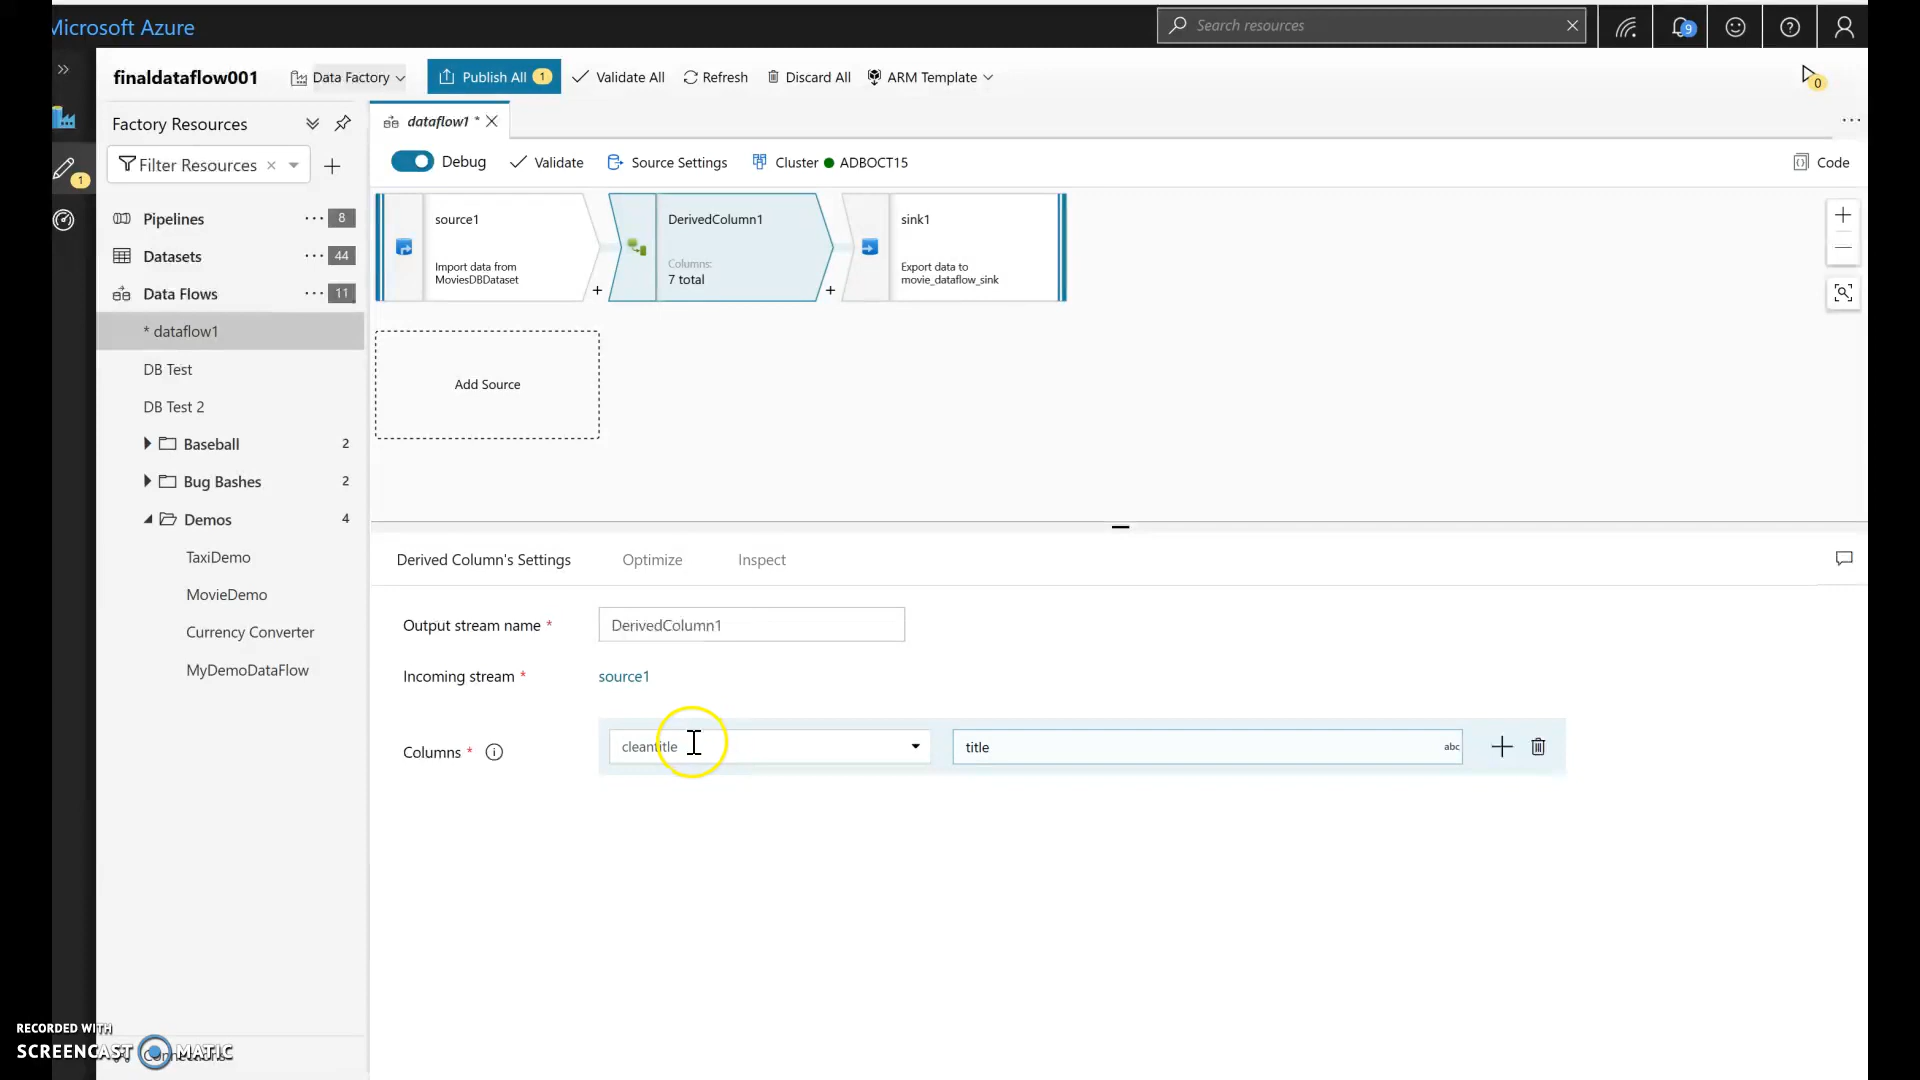 Microsoft Azure
Search resources
9
finaldataflow001
Data Factory
Publish All 1
Validate All
Refresh
Discard All
ARM Template
0
Factory Resources
dataflow1 *
Filter Resources
Debug
Validate
Source Settings
Cluster
ADBOCT15
Code
1
Pipelines
8
Datasets
44
Data Flows
11
* dataflow1
DB Test
DB Test 2
Baseball
2
Bug Bashes
2
Demos
4
TaxiDemo
MovieDemo
Currency Converter
MyDemoDataFlow
source1
Import data from
MoviesDBDataset
+
DerivedColumn1
Columns:
7 total
+
sink1
Export data to
movie_dataflow_sink
Add Source
Derived Column's Settings
Optimize
Inspect
Output stream name *
DerivedColumn1
Incoming stream *
source1
Columns *
cleantitle
title
abc
RECORDED WITH
SCREENCAST MATIC